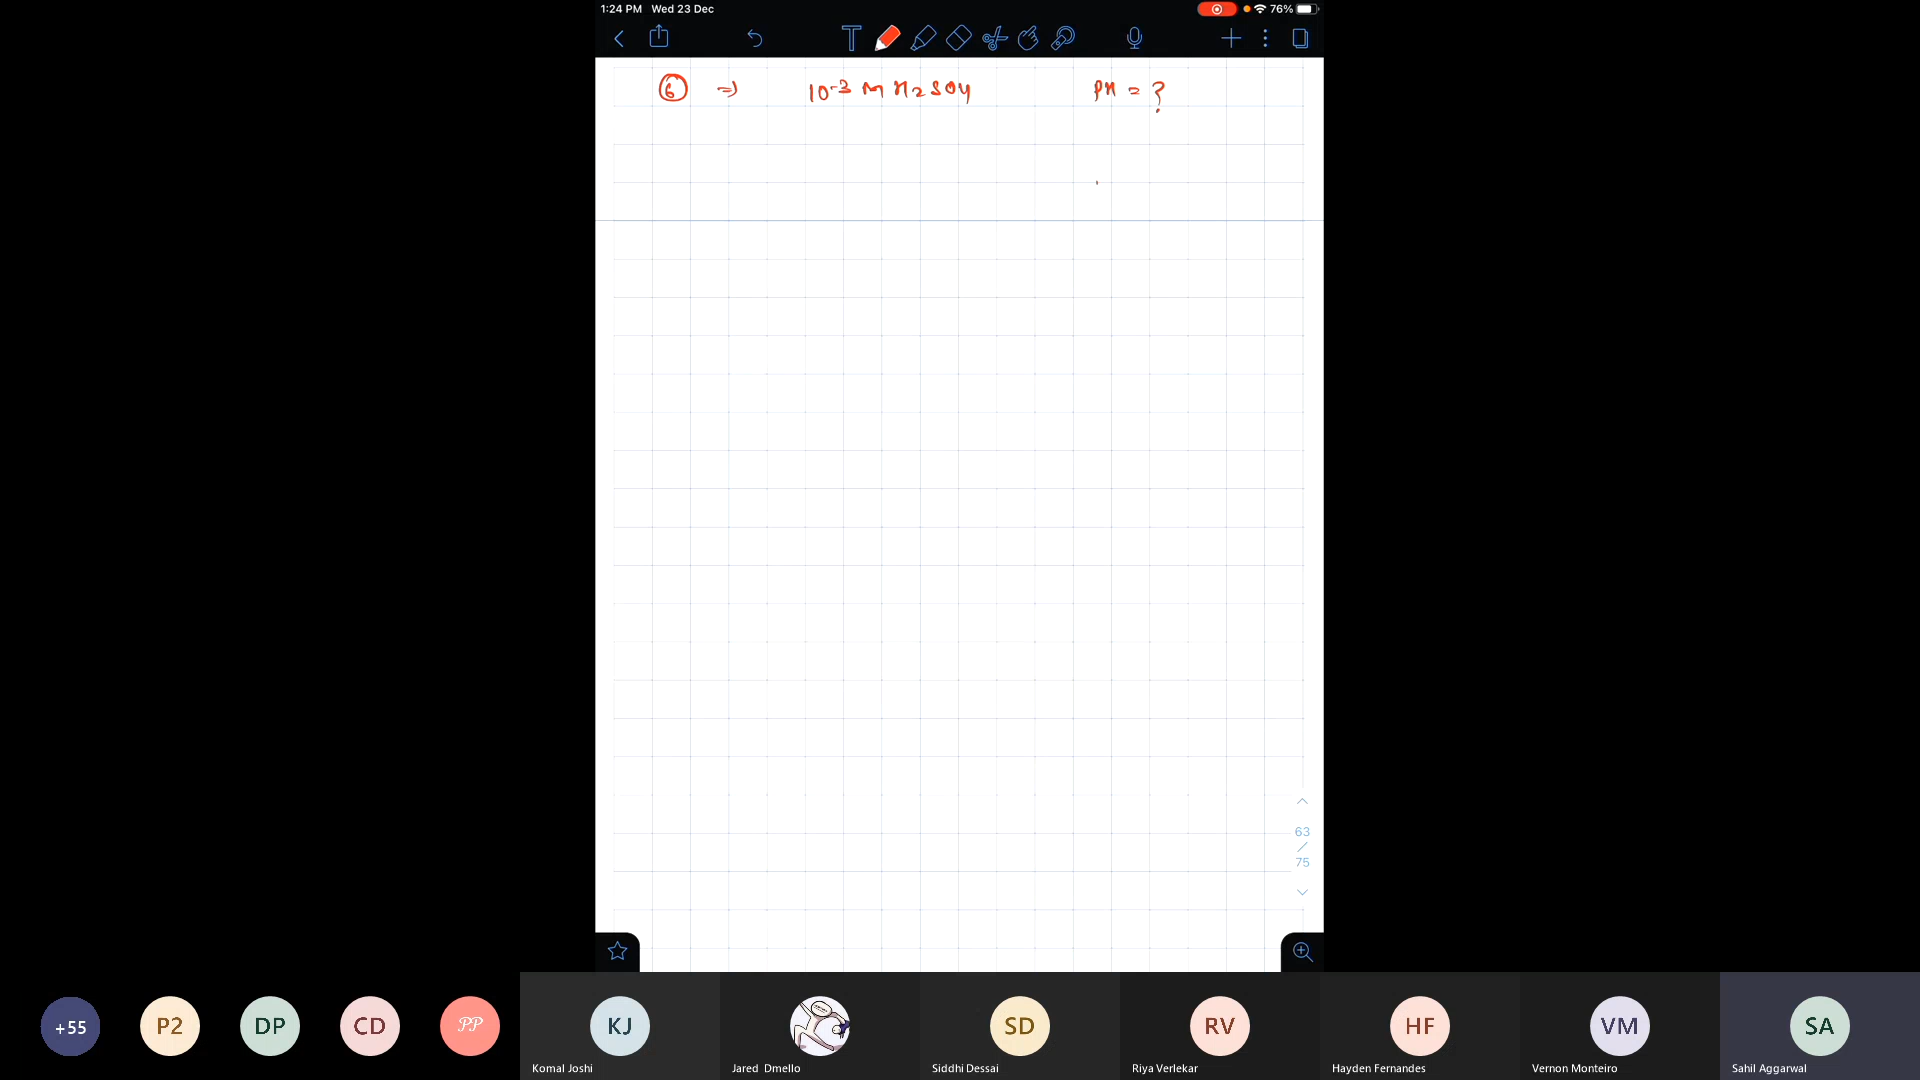 1:24 PM Wed 23 Dec
76%
T
6 ⇒ 10⁻³ M H₂SO₄ PH = ?
63
/
75
+55 P2 DP CD PP KJ SD RV HF VM SA
Komal Joshi Jared Dmello Siddhi Dessai Riya Verlekar Hayden Fernandes Vernon Monteiro Sahil Aggarwal